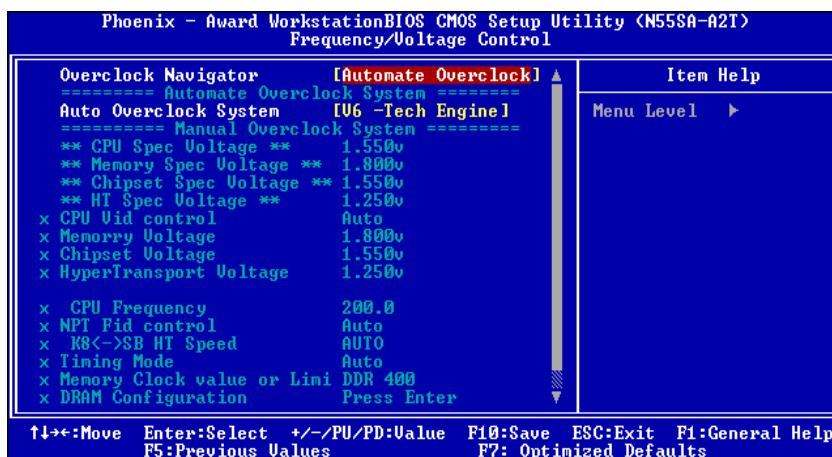 Phoenix - Award WorkstationBIOS CMOS Setup Utility (N55SA-A2T)
Frequency/Voltage Control
Overclock Navigator [Automate Overclock]
========= Automate Overclock System ========
Auto Overclock System [V6 -Tech Engine]
========== Manual Overclock System =========
** CPU Spec Voltage ** 1.550v
** Memory Spec Voltage ** 1.800v
** Chipset Spec Voltage ** 1.550v
** HT Spec Voltage ** 1.250v
x CPU Vid control Auto
x Memorry Voltage 1.800v
x Chipset Voltage 1.550v
x HyperTransport Voltage 1.250v
x CPU Frequency 200.0
x NPT Fid control Auto
x K8<->SB HT Speed AUTO
x Timing Mode Auto
x Memory Clock value or Limi DDR 400
x DRAM Configuration Press Enter
Item Help
Menu Level ►
↑↓→←:Move Enter:Select +/-/PU/PD:Value F10:Save ESC:Exit F1:General Help
F5:Previous Values F7: Optimized Defaults